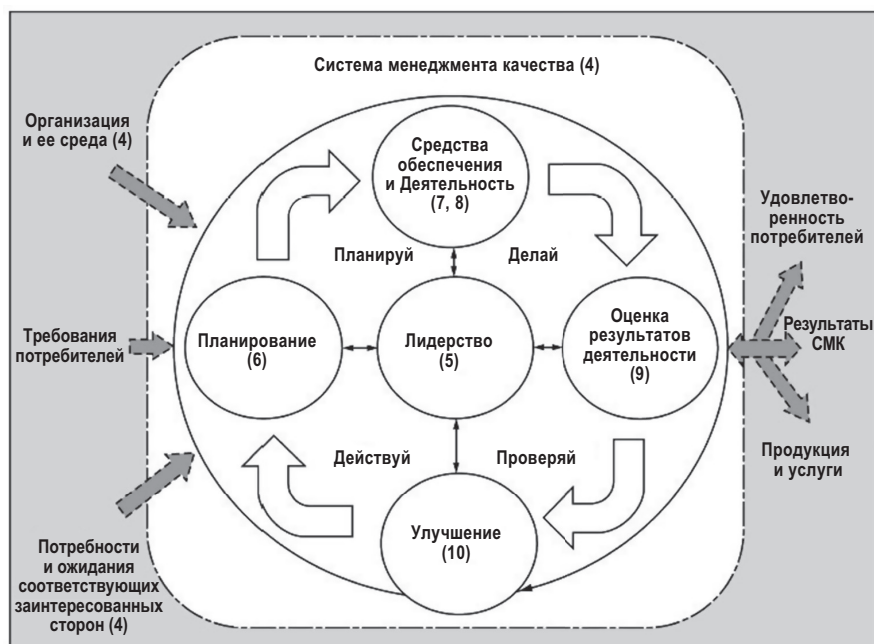 Система менеджмента качества (4)
Организация
и ее среда (4)
Средства
обеспечения
и Деятельность
(7, 8)
Удовлетво-
ренность
потребителей
Планируй
Делай
Требования
потребителей
Планирование
(6)
Лидерство
(5)
Оценка
результатов
деятельности
(9)
Результаты
СМК
Действуй
Проверяй
Продукция
и услуги
Улучшение
(10)
Потребности
и ожидания
соответствующих
заинтересованных
сторон (4)